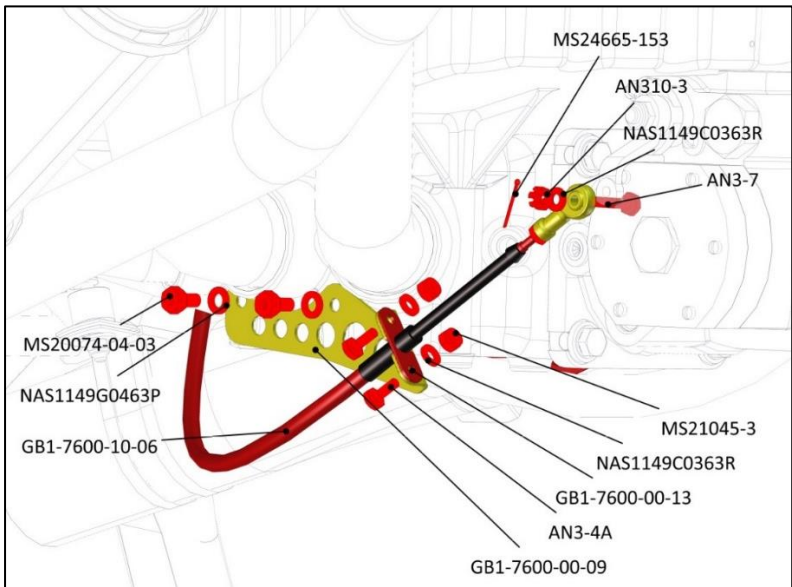 MS24665-153
AN310-3
NAS1149C0363R
AN3-7
MS20074-04-03
NAS1149G0463P
GB1-7600-10-06
MS21045-3
NAS1149C0363R
GB1-7600-00-13
AN3-4A
GB1-7600-00-09